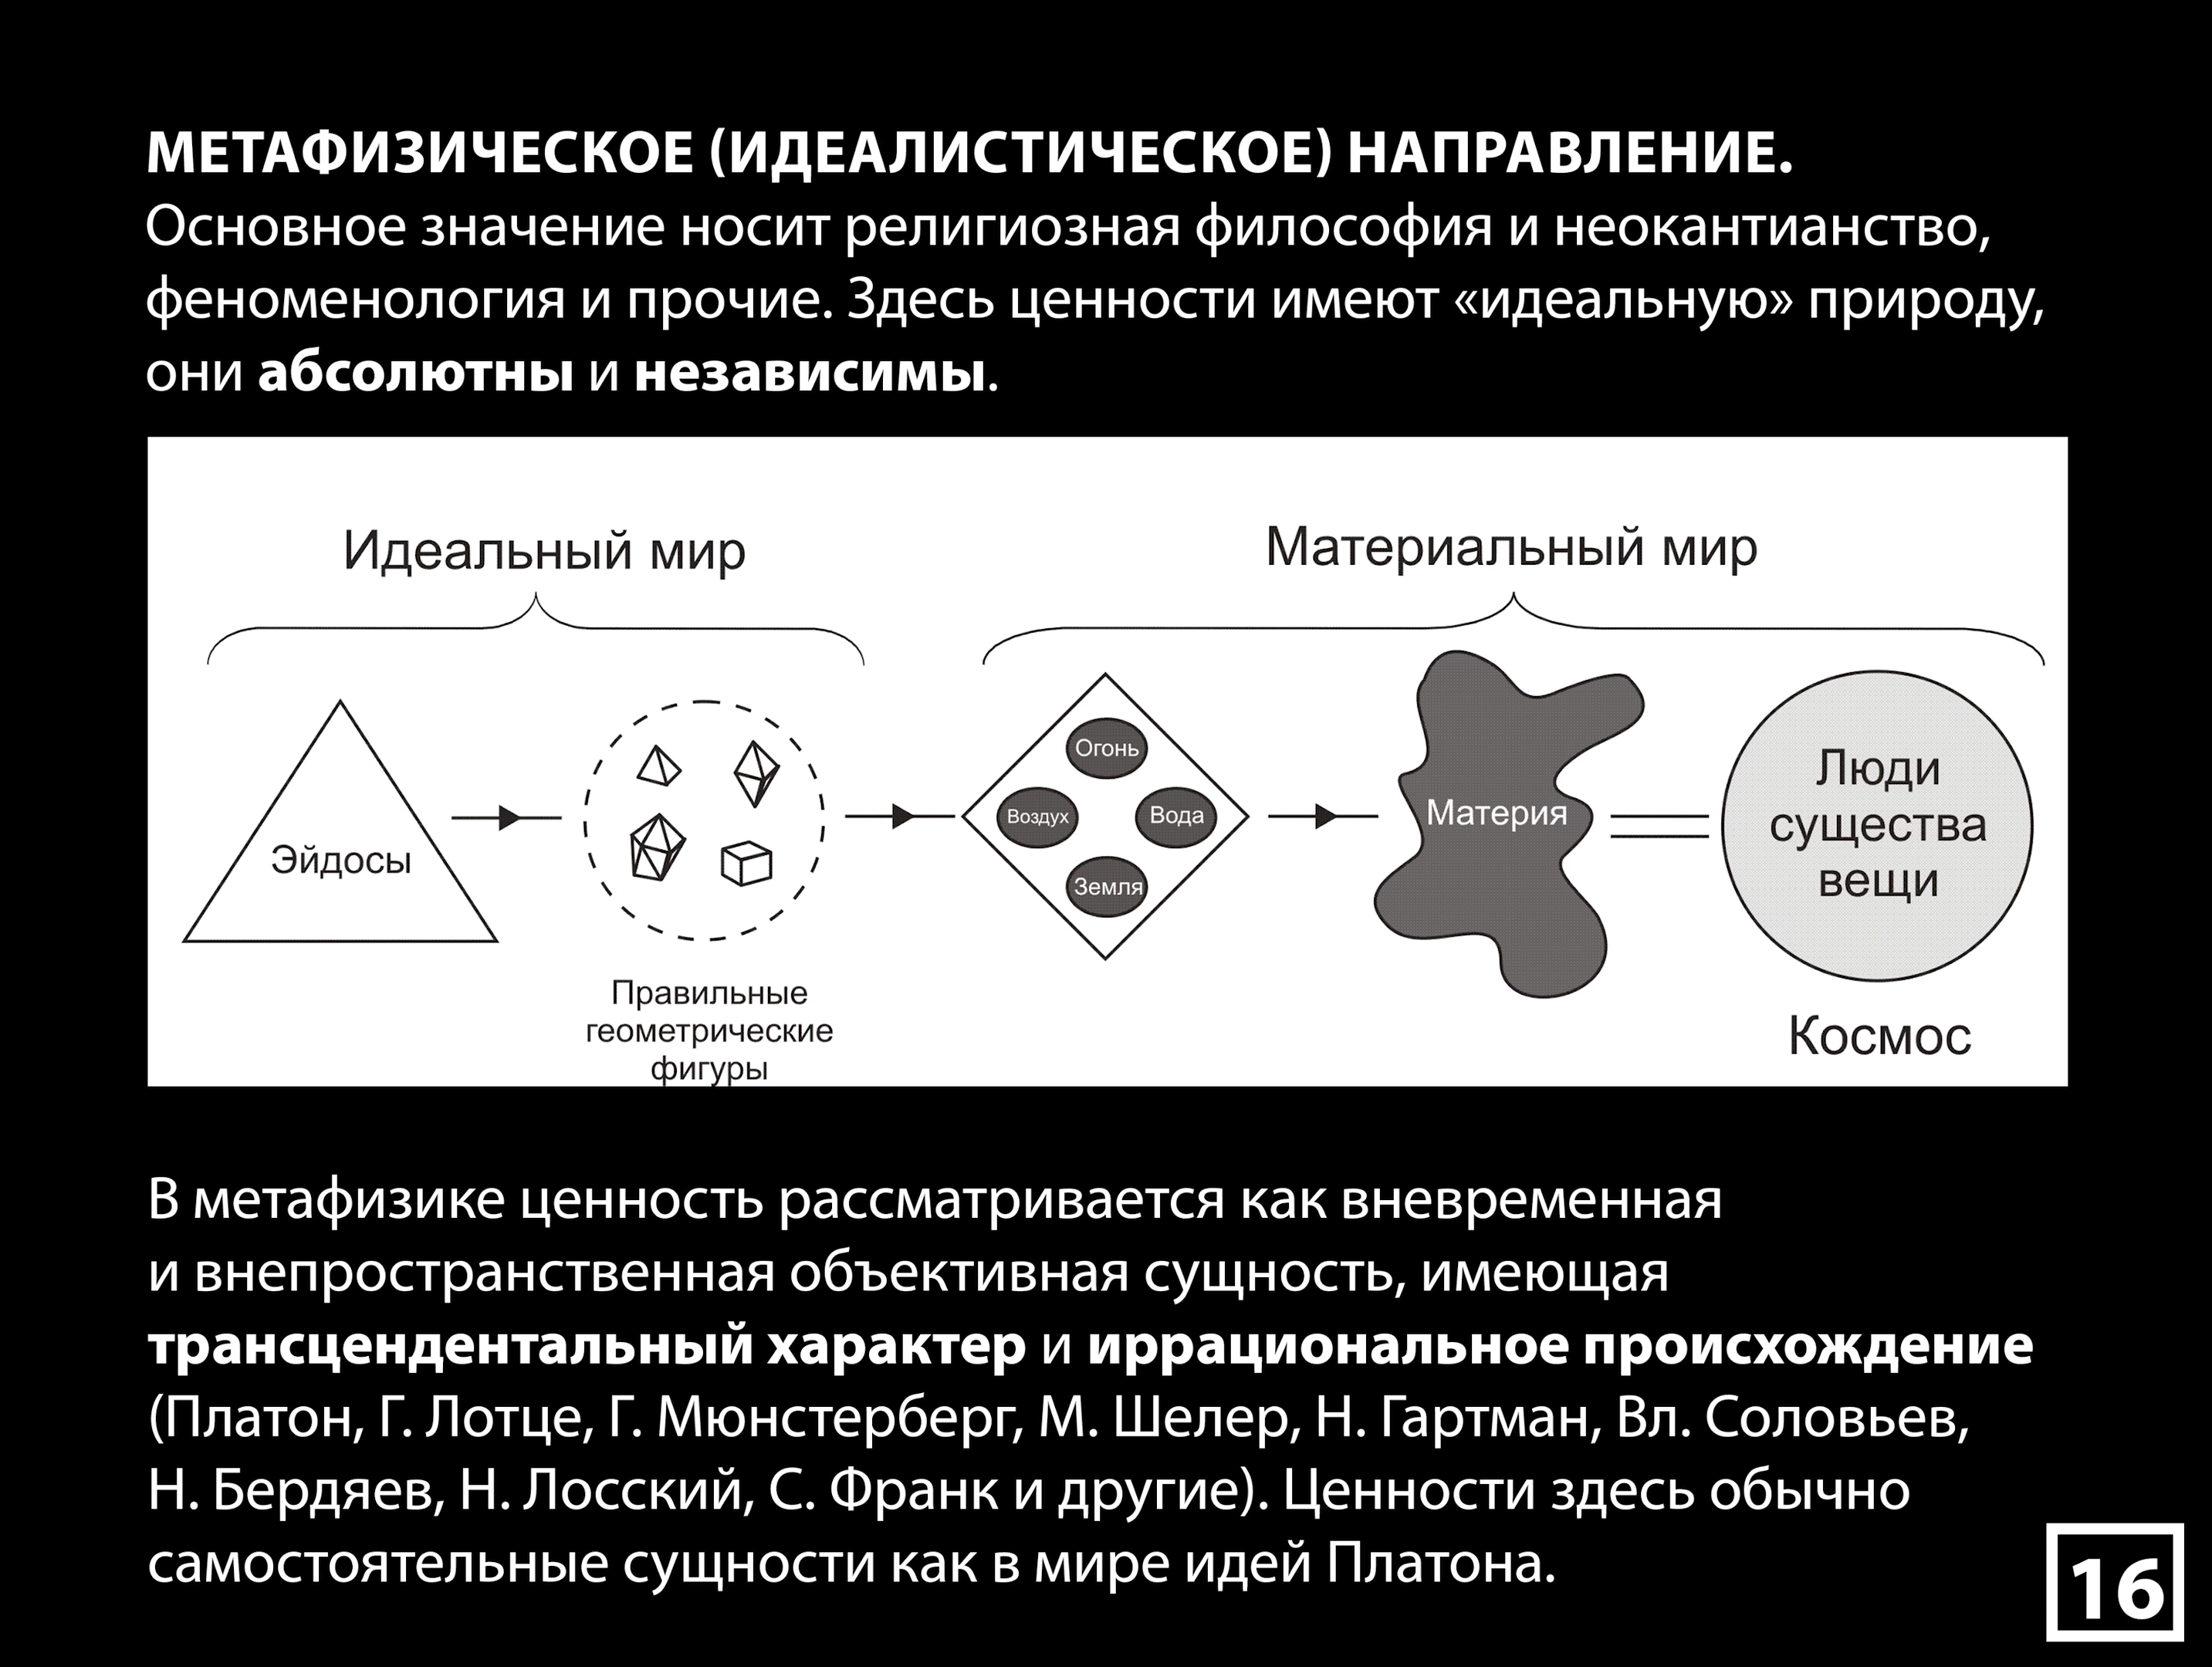 МЕТАФИЗИЧЕСКОЕ (ИДЕАЛИСТИЧЕСКОЕ) НАПРАВЛЕНИЕ.
Основное значение носит религиозная философия и неокантианство,
феноменология и прочие. Здесь ценности имеют «идеальную» природу,
они абсолютны и независимы.
Идеальный мир
Материальный мир
Эйдосы
Правильные
геометрические
фигуры
Огонь
Воздух
Вода
Земля
Материя
Люди
существа
вещи
Космос
В метафизике ценность рассматривается как вневременная
и внепространственная объективная сущность, имеющая
трансцендентальный характер и иррациональное происхождение
(Платон, Г. Лотце, Г. Мюнстерберг, М. Шелер, Н. Гартман, Вл. Соловьев,
Н. Бердяев, Н. Лосский, С. Франк и другие). Ценности здесь обычно
самостоятельные сущности как в мире идей Платона.
16